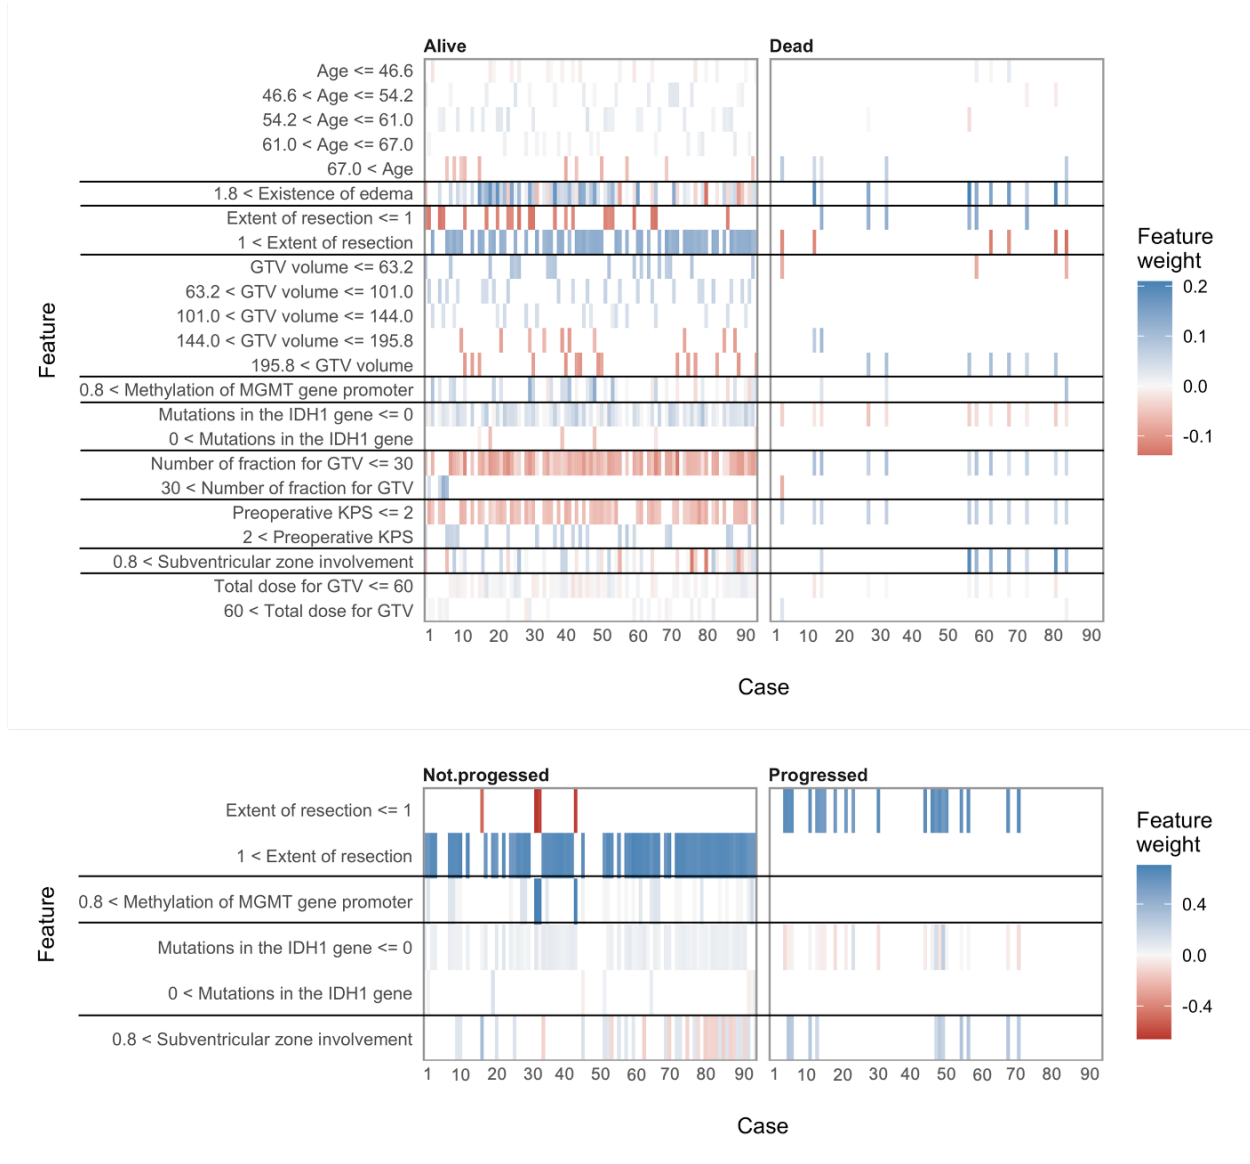 Alive
Dead
Age <= 46.6
46.6 < Age <= 54.2
54.2 < Age <= 61.0
61.0 < Age <= 67.0
67.0 < Age
1.8 < Existence of edema
Extent of resection <= 1
1 < Extent of resection
GTV volume <= 63.2
63.2 < GTV volume <= 101.0
101.0 < GTV volume <= 144.0
144.0 < GTV volume <= 195.8
195.8 < GTV volume
0.8 < Methylation of MGMT gene promoter
Mutations in the IDH1 gene <= 0
0 < Mutations in the IDH1 gene
Number of fraction for GTV <= 30
30 < Number of fraction for GTV
Preoperative KPS <= 2
2 < Preoperative KPS
0.8 < Subventricular zone involvement
Total dose for GTV <= 60
60 < Total dose for GTV
Feature
1 10 20 30 40 50 60 70 80 90
1 10 20 30 40 50 60 70 80 90
Case
Feature
weight
0.2
0.1
0.0
-0.1
Not.progessed
Progressed
Extent of resection <= 1
1 < Extent of resection
0.8 < Methylation of MGMT gene promoter
Mutations in the IDH1 gene <= 0
0 < Mutations in the IDH1 gene
0.8 < Subventricular zone involvement
Feature
1 10 20 30 40 50 60 70 80 90
1 10 20 30 40 50 60 70 80 90
Case
Feature
weight
0.4
0.0
-0.4